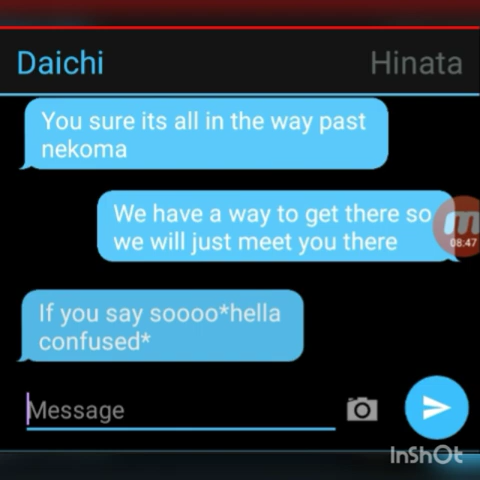 Daichi
Hinata
You sure its all in the way past
nekoma
We have a way to get there so
we will just meet you there
08:47
If you say soooo*hella
confused*
Message
InShOt